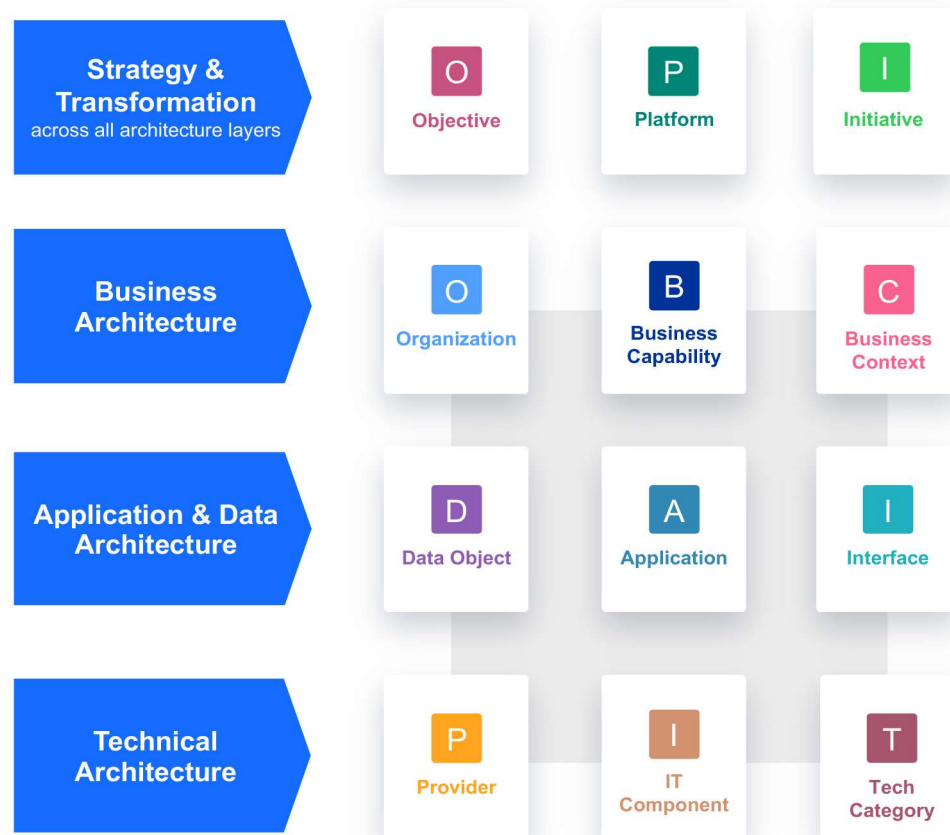 Strategy &
Transformation
across all architecture layers
O
Objective
P
Platform
I
Initiative
Business
Architecture
O
Organization
B
Business
Capability
C
Business
Context
Application & Data
Architecture
D
Data Object
A
Application
I
Interface
Technical
Architecture
P
Provider
I
IT
Component
T
Tech
Category